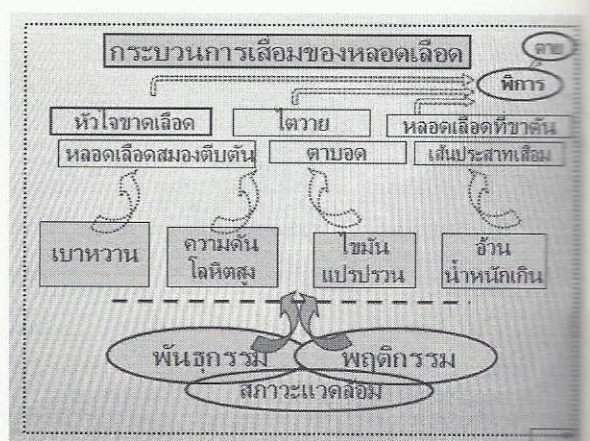 กระบวนการเสื่อมของหลอดเลือด
ตาย
พิการ
หัวใจขาดเลือด
ไตวาย
หลอดเลือดที่ขาตัน
หลอดเลือดสมองตีบตัน
ตาบอด
เส้นประสาทเสื่อม
เบาหวาน
ความดัน
โลหิตสูง
ไขมัน
แปรปรวน
อ้วน
น้ำหนักเกิน
พันธุกรรม
พฤติกรรม
สภาวะแวดล้อม